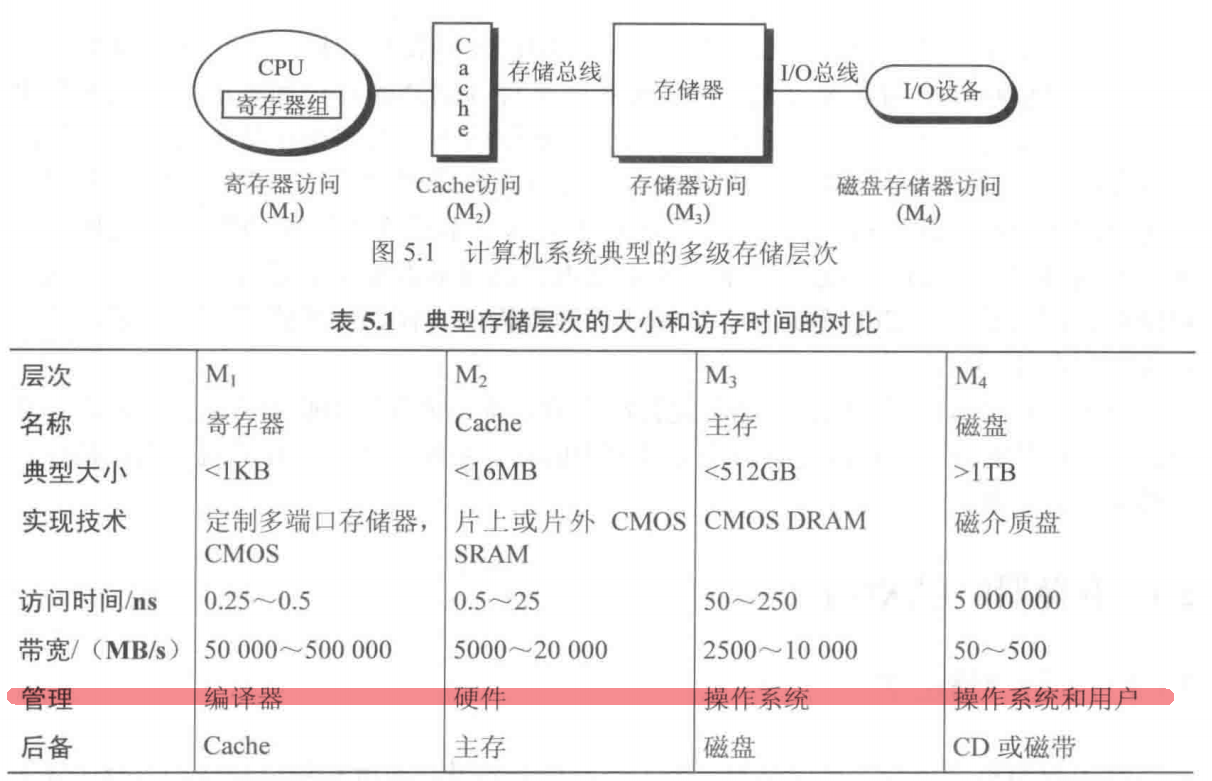 CPU
寄存器组
Cache
存储总线
存储器
I/O总线
I/O设备
寄存器访问
(M₁)
Cache访问
(M₂)
存储器访问
(M₃)
磁盘存储器访问
(M₄)
图 5.1 计算机系统典型的多级存储层次
表 5.1 典型存储层次的大小和访存时间的对比
层次 M₁ M₂ M₃ M₄
名称 寄存器 Cache 主存 磁盘
典型大小 <1KB <16MB <512GB >1TB
实现技术 定制多端口存储器, 片上或片外 CMOS CMOS DRAM 磁介质盘
CMOS SRAM
访问时间/ns 0.25～0.5 0.5～25 50～250 5 000 000
带宽/（MB/s） 50 000～500 000 5000～20 000 2500～10 000 50～500
管理 编译器 硬件 操作系统 操作系统和用户
后备 Cache 主存 磁盘 CD 或磁带